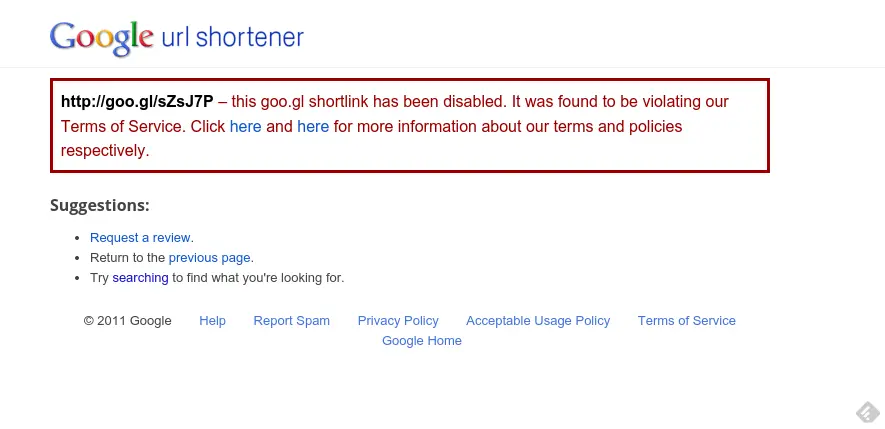 Google url shortener
http://goo.gl/sZsJ7P – this goo.gl shortlink has been disabled. It was found to be violating our
Terms of Service. Click here and here for more information about our terms and policies
respectively.
Suggestions:
• Request a review.
• Return to the previous page.
• Try searching to find what you're looking for.
© 2011 Google Help Report Spam Privacy Policy Acceptable Usage Policy Terms of Service
Google Home